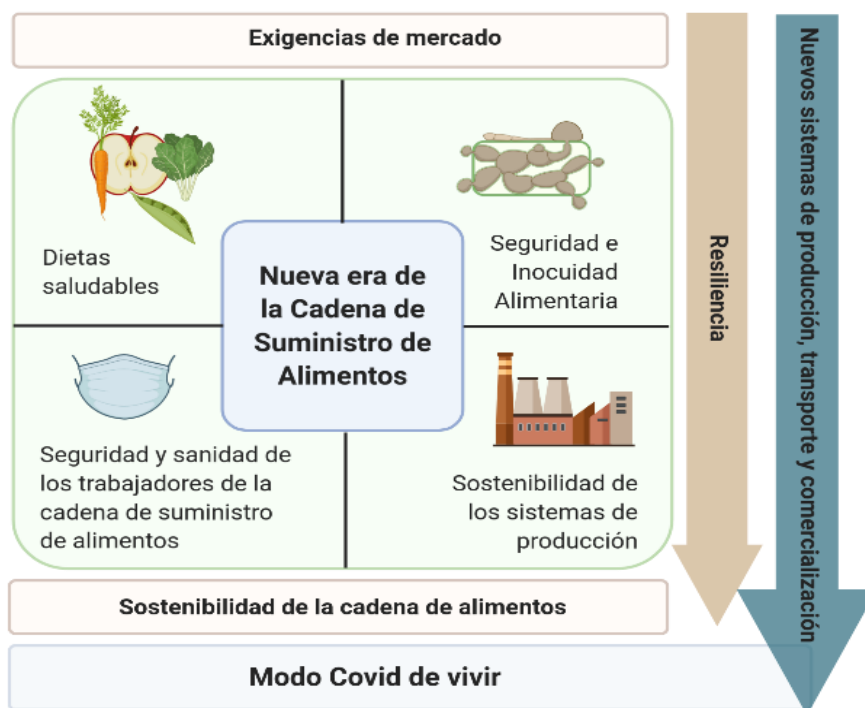 Exigencias de mercado
Dietas
saludables
Seguridad e
Inocuidad
Alimentaria
Nueva era de
la Cadena de
Suministro de
Alimentos
Seguridad y sanidad de
los trabajadores de la
cadena de suministro
de alimentos
Sostenibilidad de
los sistemas de
producción
Sostenibilidad de la cadena de alimentos
Modo Covid de vivir
Resiliencia
Nuevos sistemas de producción, transporte y comercialización